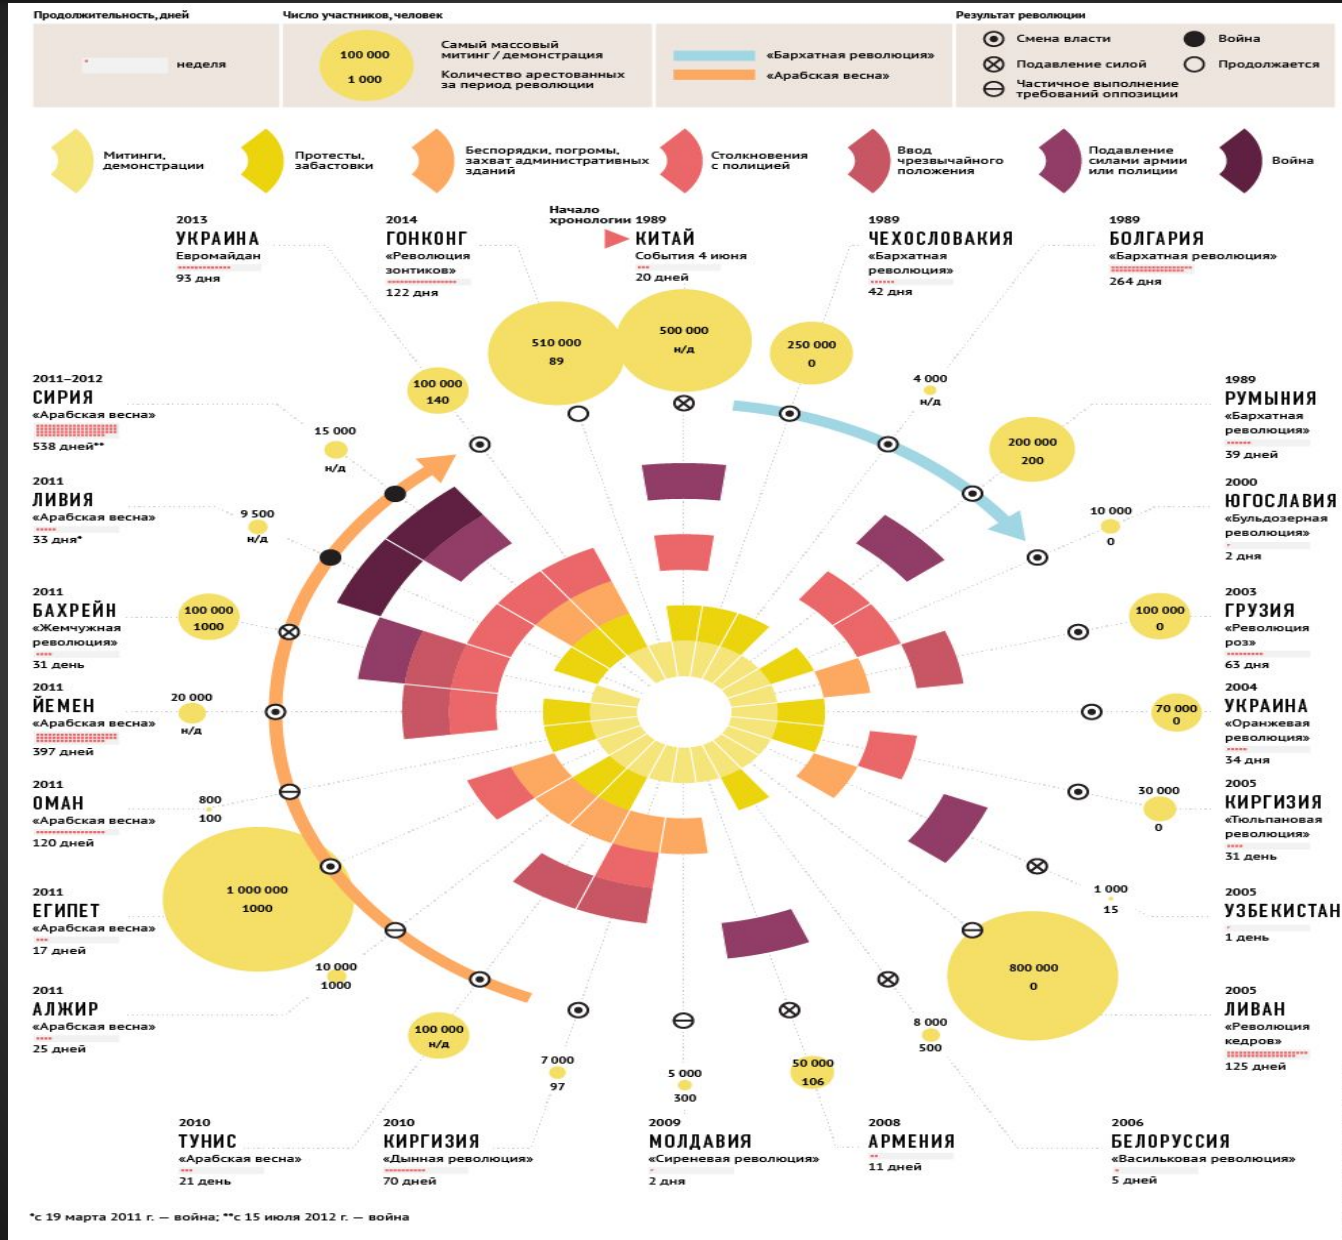 Продолжительность, дней
Число участников, человек
Результат революции
неделя
100 000
1 000
Самый массовый
митинг / демонстрация
Количество арестованных
за период революции
«Бархатная революция»
«Арабская весна»
Смена власти
Подавление силой
Частичное выполнение
требований оппозиции
Война
Продолжается
Митинги,
демонстрации
Протесты,
забастовки
Беспорядки, погромы,
захват административных
зданий
Столкновения
с полицией
Ввод
чрезвычайного
положения
Подавление
силами армии
или полиции
Война
Начало
хронологии
1989
КИТАЙ
События 4 июня
20 дней
500 000
н/д
1989
ЧЕХОСЛОВАКИЯ
«Бархатная
революция»
42 дня
250 000
0
1989
БОЛГАРИЯ
«Бархатная революция»
264 дня
4 000
н/д
1989
РУМЫНИЯ
«Бархатная
революция»
39 дней
200 000
200
2000
ЮГОСЛАВИЯ
«Бульдозерная
революция»
2 дня
10 000
0
2003
ГРУЗИЯ
«Революция
роз»
63 дня
100 000
0
2004
УКРАИНА
«Оранжевая
революция»
34 дня
70 000
0
2005
КИРГИЗИЯ
«Тюльпановая
революция»
31 день
30 000
0
2005
УЗБЕКИСТАН
1 день
1 000
15
2005
ЛИВАН
«Революция
кедров»
125 дней
800 000
0
2006
БЕЛОРУССИЯ
«Васильковая революция»
5 дней
8 000
500
2008
АРМЕНИЯ
11 дней
50 000
106
2009
МОЛДАВИЯ
«Сиреневая революция»
2 дня
5 000
300
2010
КИРГИЗИЯ
«Дынная революция»
70 дней
7 000
97
2010
ТУНИС
«Арабская весна»
21 день
100 000
н/д
2011
АЛЖИР
«Арабская весна»
25 дней
10 000
1000
2011
ЕГИПЕТ
«Арабская весна»
17 дней
1 000 000
1000
2011
ОМАН
«Арабская весна»
120 дней
800
100
2011
ЙЕМЕН
«Арабская весна»
397 дней
20 000
н/д
2011
БАХРЕЙН
«Жемчужная
революция»
31 день
100 000
1000
2011
ЛИВИЯ
«Арабская весна»
33 дня*
9 500
н/д
2011–2012
СИРИЯ
«Арабская весна»
538 дней**
15 000
н/д
2013
УКРАИНА
Евромайдан
93 дня
100 000
140
2014
ГОНКОНГ
«Революция
зонтиков»
122 дня
510 000
89
*с 19 марта 2011 г. — война; **с 15 июля 2012 г. — война